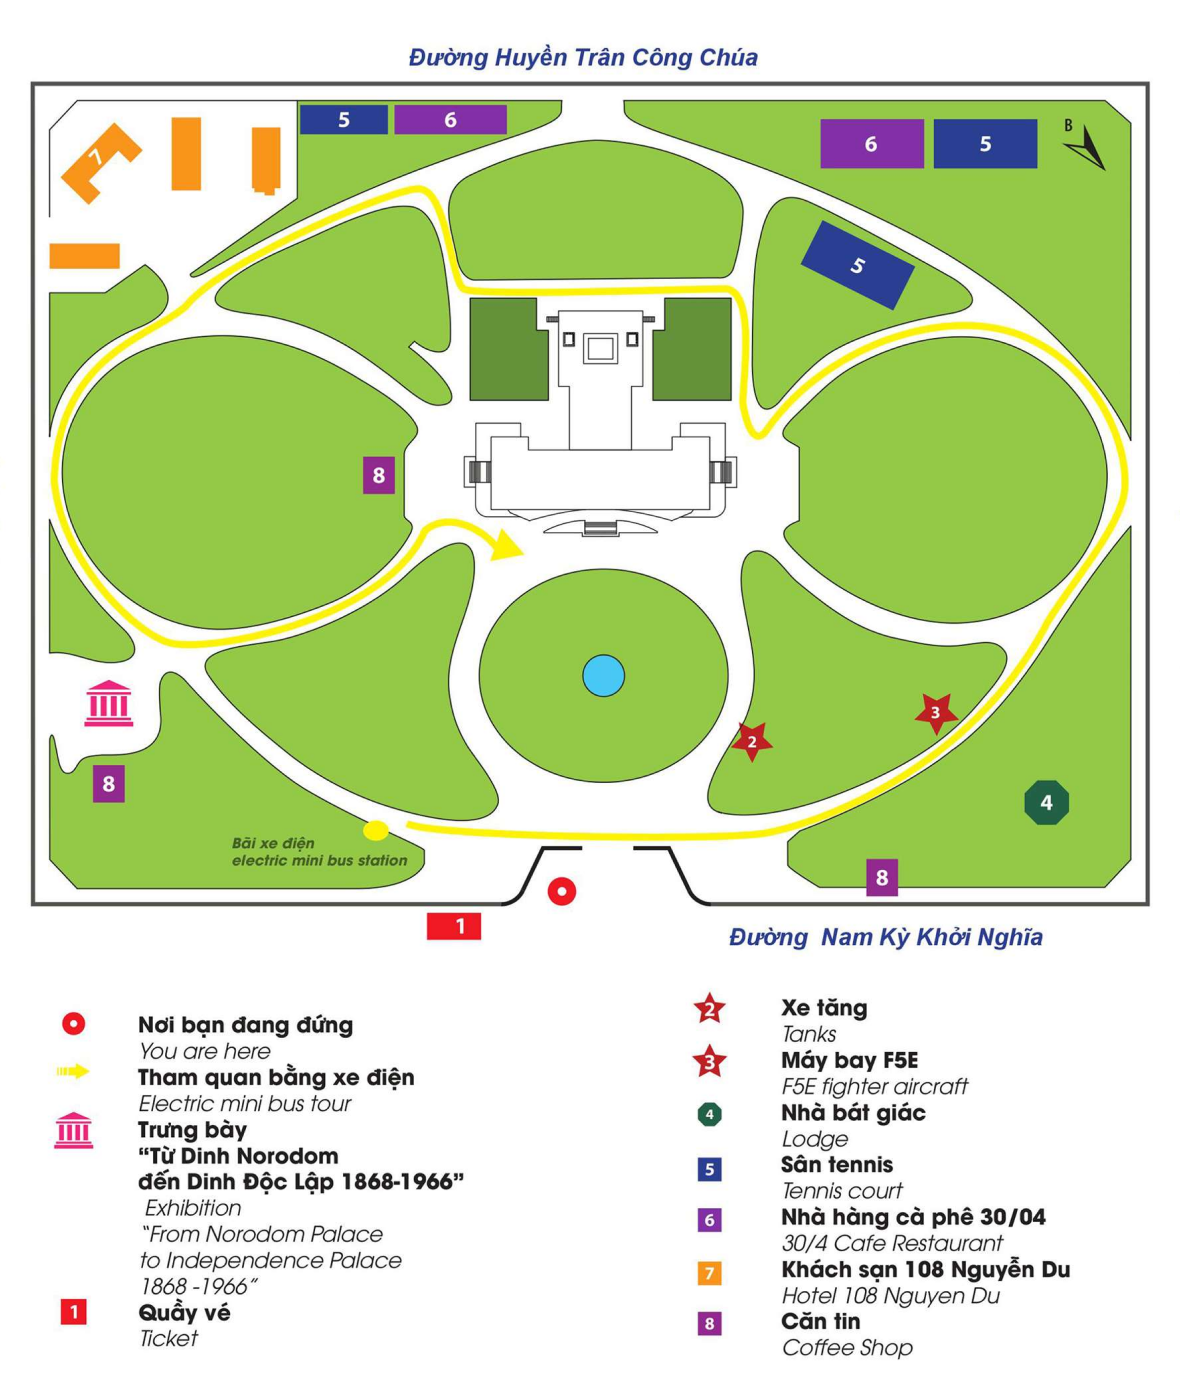 Đường Huyền Trân Công Chúa
5
6
6
5
B
7
5
8
2
3
8
4
Bãi xe điện
electric mini bus station
8
1
Đường Nam Kỳ Khởi Nghĩa
Nơi bạn đang đứng
You are here
Tham quan bằng xe điện
Electric mini bus tour
Trưng bày
“Từ Dinh Norodom
đến Dinh Độc Lập 1868-1966”
Exhibition
“From Norodom Palace
to Independence Palace
1868 -1966”
1
Quầy vé
Ticket
2
Xe tăng
Tanks
3
Máy bay F5E
F5E fighter aircraft
4
Nhà bát giác
Lodge
5
Sân tennis
Tennis court
6
Nhà hàng cà phê 30/04
30/4 Cafe Restaurant
7
Khách sạn 108 Nguyễn Du
Hotel 108 Nguyen Du
8
Căn tin
Coffee Shop